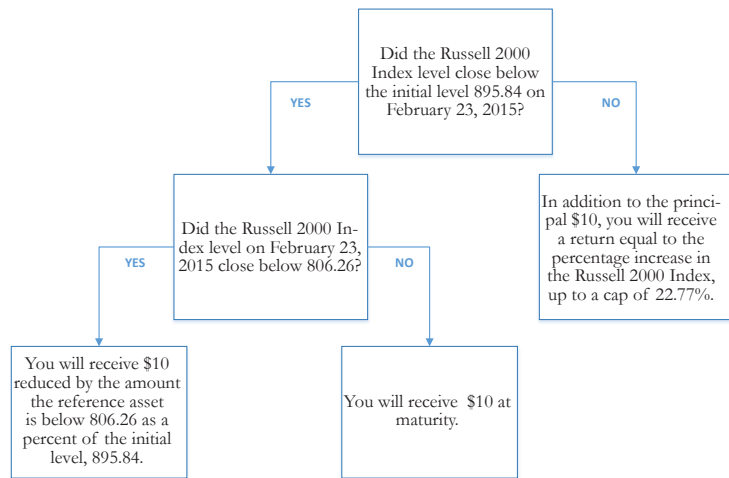 Did the Russell 2000
Index level close below
the initial level 895.84 on
February 23, 2015?
YES
NO
Did the Russell 2000 In-
dex level on February 23,
2015 close below 806.26?
In addition to the princi-
pal $10, you will receive
a return equal to the
percentage increase in
the Russell 2000 Index,
up to a cap of 22.77%.
YES
NO
You will receive $10
reduced by the amount
the reference asset
is below 806.26 as a
percent of the initial
level, 895.84.
You will receive $10 at
maturity.